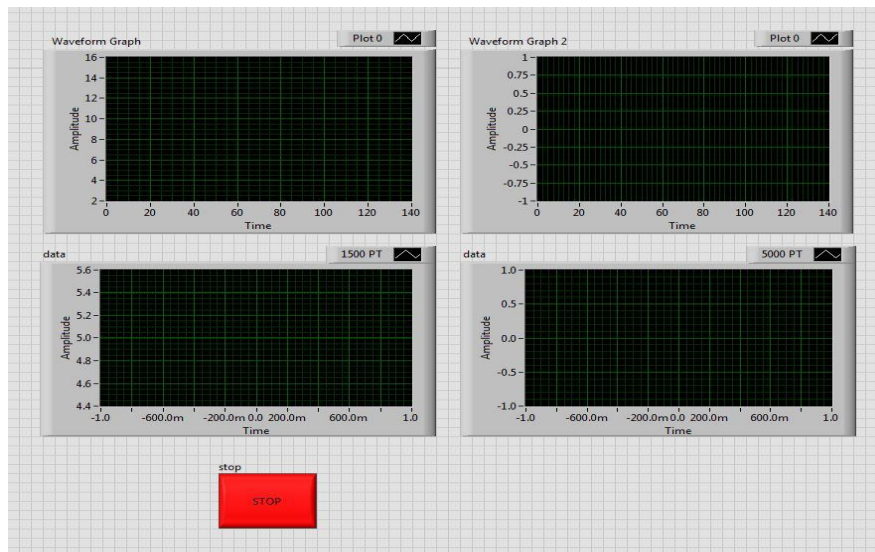 Waveform Graph
Plot 0
16
14
12
10
8
6
4
2
Amplitude
0 20 40 60 80 100 120 140
Time
Waveform Graph 2
Plot 0
1
0.75
0.5
0.25
0
-0.25
-0.5
-0.75
-1
Amplitude
0 20 40 60 80 100 120 140
Time
data
1500 PT
5.6
5.4
5.2
5.0
4.8
4.6
4.4
Amplitude
-1.0 -600.0m -200.0m 0.0 200.0m 600.0m 1.0
Time
data
5000 PT
1.0
0.5
0.0
-0.5
-1.0
Amplitude
-1.0 -600.0m -200.0m 0.0 200.0m 600.0m 1.0
Time
stop
STOP